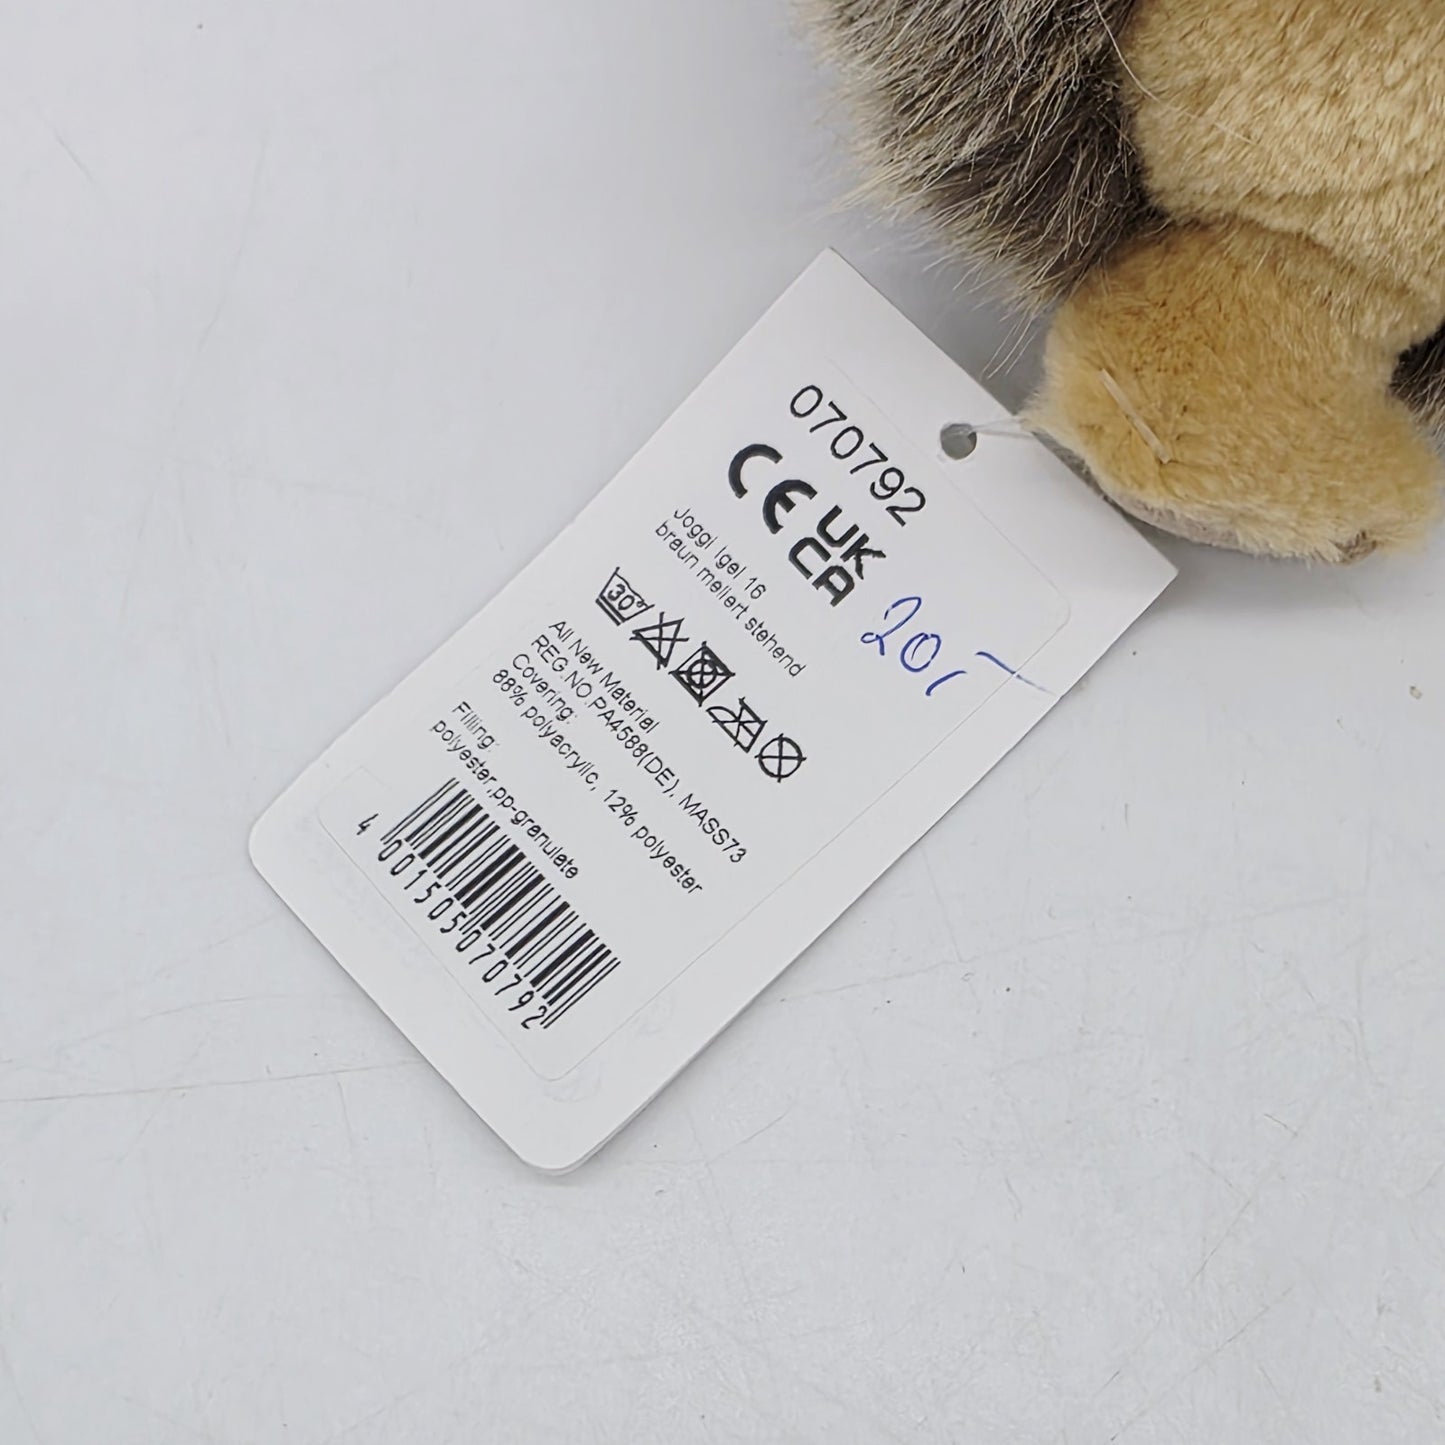 070792
CE UK CA
Joggi Igel 16
braun meliert stehend
20,-
30°
All New Material
REG.NO.PA4588(DE), MASS73
Covering:
88% polyacrylic, 12% polyester
Filling:
polyester,pp-granulate
4 001505 070792